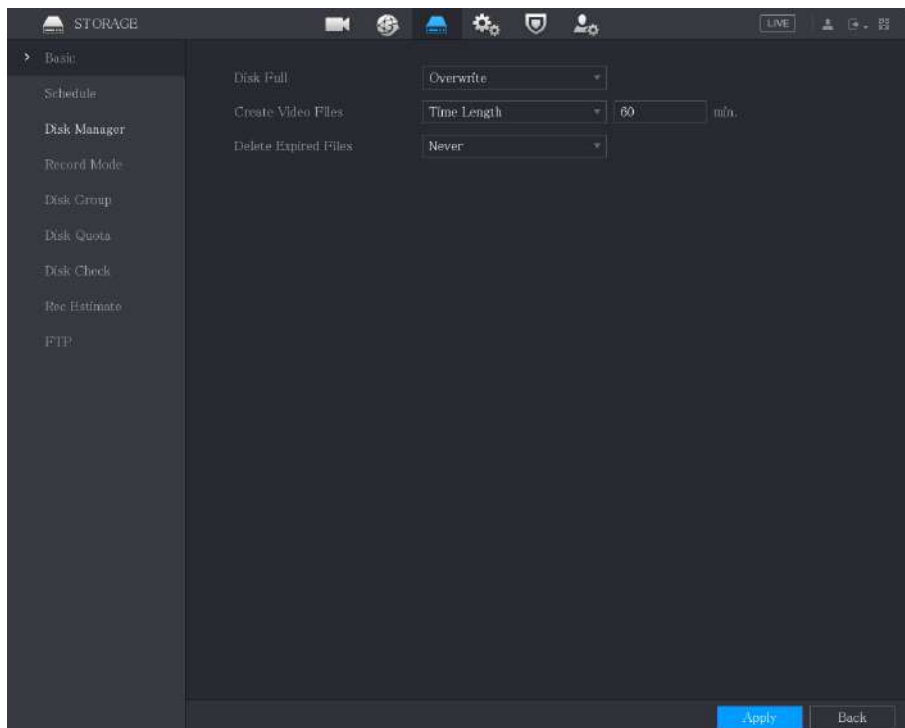 STORAGE LIVE
Basic
Schedule
Disk Manager
Record Mode
Disk Group
Disk Quota
Disk Check
Rec Estimate
FTP
Disk Full Overwrite
Create Video Files Time Length 60 min.
Delete Expired Files Never
Apply Back